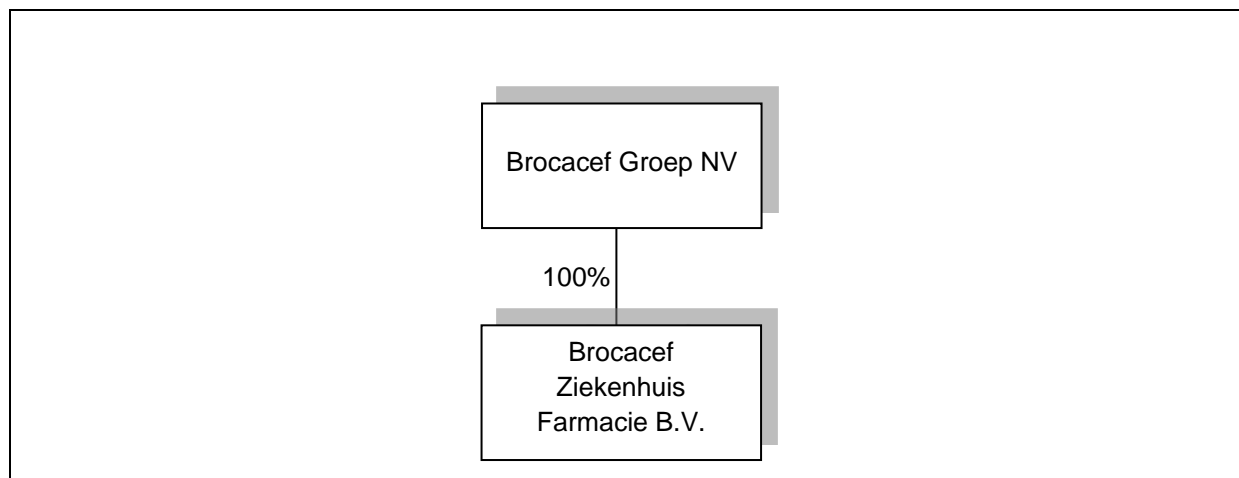 Brocacef Groep NV
100%
Brocacef
Ziekenhuis
Farmacie B.V.